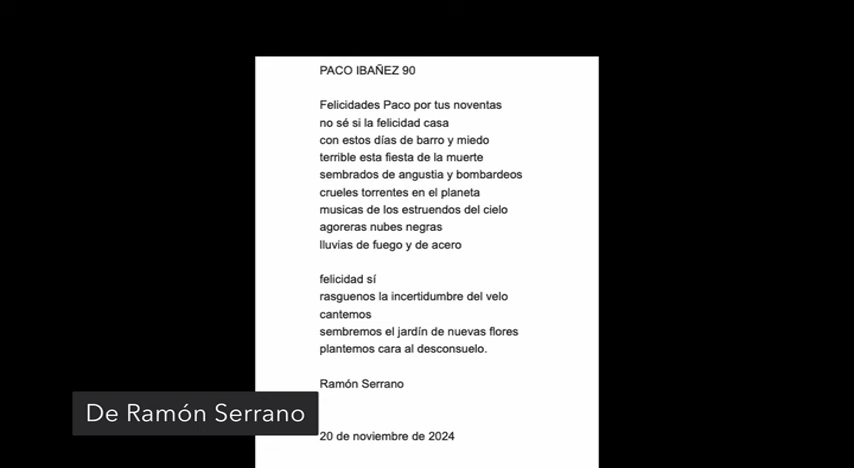 PACO IBAÑEZ 90
Felicidades Paco por tus noventas
no sé si la felicidad casa
con estos días de barro y miedo
terrible esta fiesta de la muerte
sembrados de angustia y bombardeos
crueles torrentes en el planeta
musicas de los estruendos del cielo
agoreras nubes negras
lluvias de fuego y de acero
felicidad sí
rasguenos la incertidumbre del velo
cantemos
sembremos el jardín de nuevas flores
plantemos cara al desconsuelo.
Ramón Serrano
De Ramón Serrano
20 de noviembre de 2024